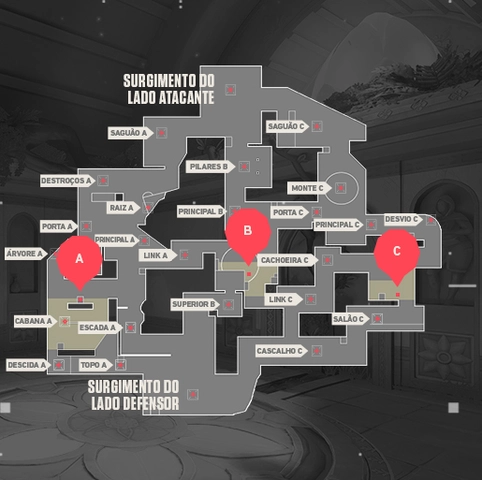 SURGIMENTO DO
LADO ATACANTE
SAGUÃO A
SAGUÃO C
PILARES B
DESTROÇOS A
MONTE C
RAIZ A
PRINCIPAL B
PORTA C
DESVIO C
PORTA A
PRINCIPAL C
B
PRINCIPAL A
ÁRVORE A
LINK A
CACHOEIRA C
C
A
SUPERIOR B
LINK C
CABANA A
ESCADA A
SALÃO C
CASCALHO C
DESCIDA A
TOPO A
SURGIMENTO DO
LADO DEFENSOR